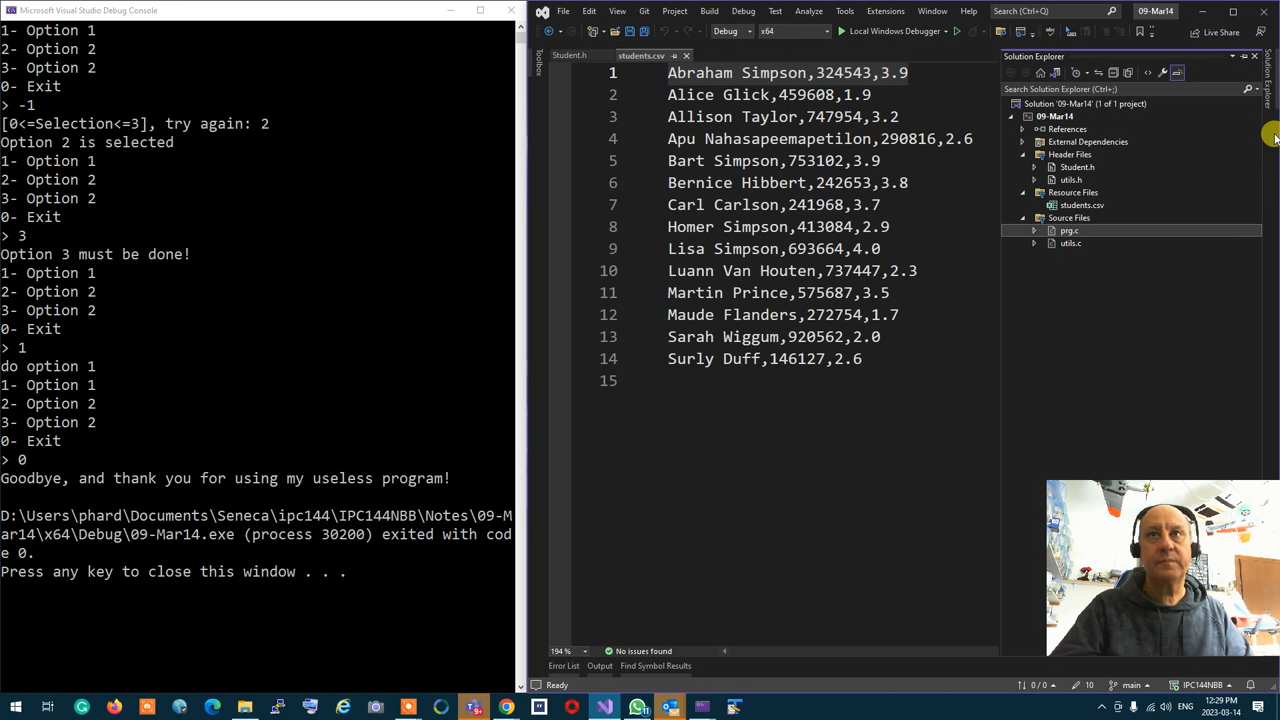 Microsoft Visual Studio Debug Console
1- Option 1
2- Option 2
3- Option 2
0- Exit
> -1
[0<=Selection<=3], try again: 2
Option 2 is selected
1- Option 1
2- Option 2
3- Option 2
0- Exit
> 3
Option 3 must be done!
1- Option 1
2- Option 2
3- Option 2
0- Exit
> 1
do option 1
1- Option 1
2- Option 2
3- Option 2
0- Exit
> 0
Goodbye, and thank you for using my useless program!
D:\Users\phard\Documents\Seneca\ipc144\IPC144NBB\Notes\09-M
ar14\x64\Debug\09-Mar14.exe (process 30200) exited with cod
e 0.
Press any key to close this window . . .
File Edit View Git Project Build Debug Test Analyze Tools Extensions Window Help Search (Ctrl+Q) 09-Mar14
Debug x64 Local Windows Debugger Live Share
Toolbox
Student.h students.csv
1 Abraham Simpson,324543,3.9
2 Alice Glick,459608,1.9
3 Allison Taylor,747954,3.2
4 Apu Nahasapeemapetilon,290816,2.6
5 Bart Simpson,753102,3.9
6 Bernice Hibbert,242653,3.8
7 Carl Carlson,241968,3.7
8 Homer Simpson,413084,2.9
9 Lisa Simpson,693664,4.0
10 Luann Van Houten,737447,2.3
11 Martin Prince,575687,3.5
12 Maude Flanders,272754,1.7
13 Sarah Wiggum,920562,2.0
14 Surly Duff,146127,2.6
15
194 % No issues found
Error List Output Find Symbol Results
Ready 0 / 0 10 main IPC144NBB
Solution Explorer
Search Solution Explorer (Ctrl+;)
Solution '09-Mar14' (1 of 1 project)
09-Mar14
References
External Dependencies
Header Files
Student.h
utils.h
Resource Files
students.csv
Source Files
prg.c
utils.c
Solution Explorer
12:29 PM
2023-03-14